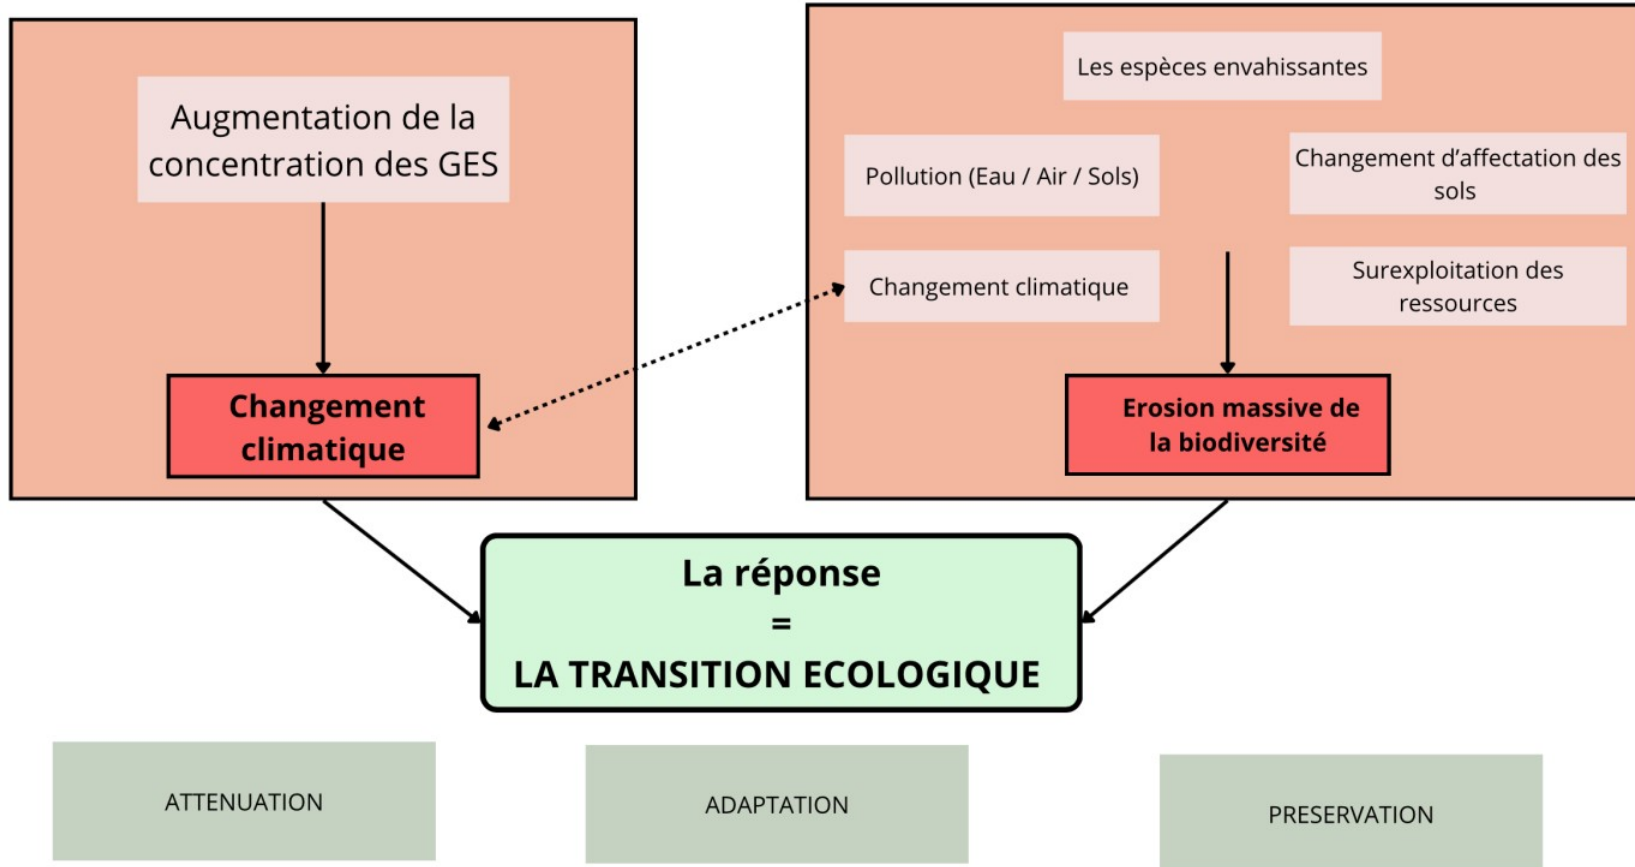 Augmentation de la
concentration des GES
Changement
climatique
Les espèces envahissantes
Pollution (Eau / Air / Sols)
Changement d’affectation des
sols
Changement climatique
Surexploitation des
ressources
Erosion massive de
la biodiversité
La réponse
=
LA TRANSITION ECOLOGIQUE
ATTENUATION
ADAPTATION
PRESERVATION